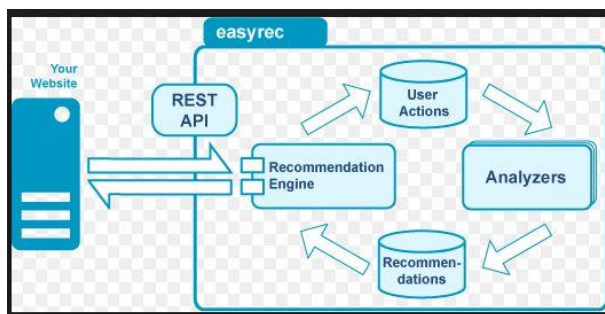 easyrec
Your
Website
REST
API
User
Actions
Recommendation
Engine
Analyzers
Recommen-
dations